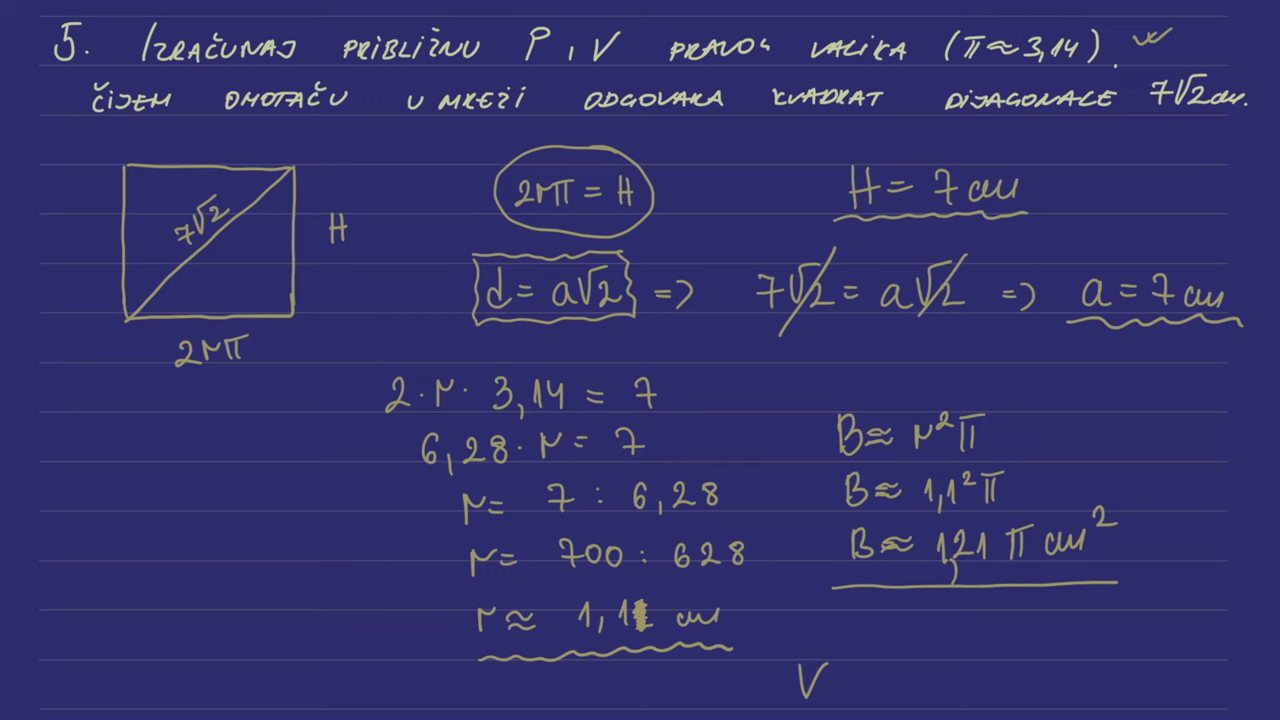 5. IZRAČUNAJ PRIBLIŽNU P I V PRAVOG VALJKA (π≈3,14).
ČIJEM OMOTAČU U MREŽI ODGOVARA KVADRAT DIJAGONALE 7√2 cm.
7√2
H
2rπ
2rπ = H
H = 7 cm
d = a√2 => 7√2 = a√2 => a = 7 cm
2·r·3,14 = 7
6,28·r = 7
r = 7 : 6,28
r = 700 : 628
r ≈ 1,1 cm
B ≈ r²π
B ≈ 1,1²π
B ≈ 1,21 π cm²
V